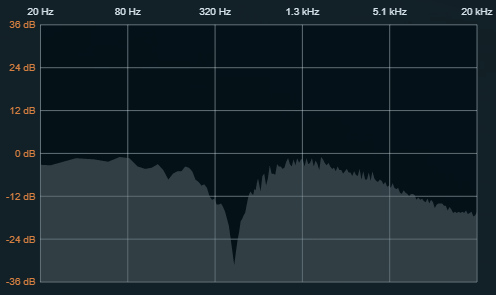 20 Hz 80 Hz 320 Hz 1.3 kHz 5.1 kHz 20 kHz
36 dB
24 dB
12 dB
0 dB
-12 dB
-24 dB
-36 dB